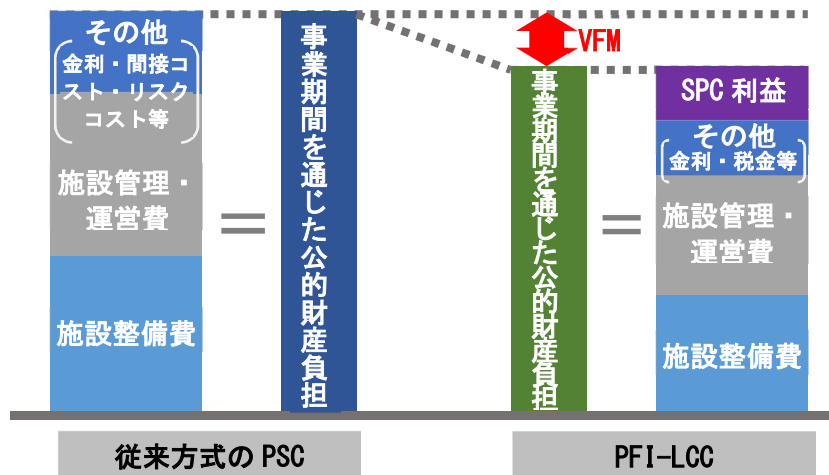 その他
(金利・間接コ
スト・リスク
コスト等)
施設管理・
運営費
施設整備費
=
事業期間を通じた公的財産負担
従来方式の PSC
VFM
事業期間を通じた公的財産負担
=
SPC 利益
その他
(金利・税金等)
施設管理・
運営費
施設整備費
PFI-LCC